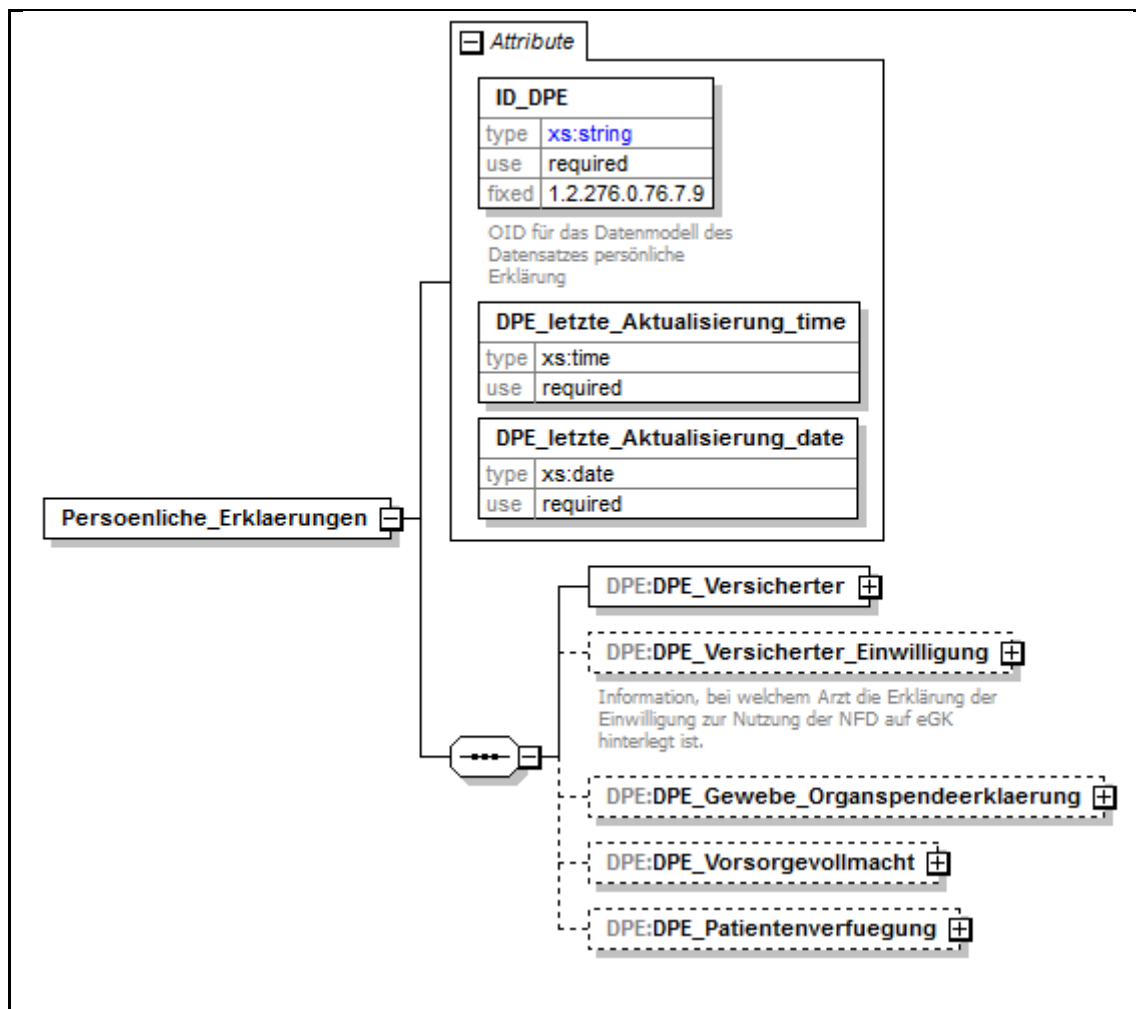 Attribute
ID_DPE
type xs:string
use required
fixed 1.2.276.0.76.7.9
OID für das Datenmodell des
Datensatzes persönliche
Erklärung
DPE_letzte_Aktualisierung_time
type xs:time
use required
DPE_letzte_Aktualisierung_date
type xs:date
use required
Persoenliche_Erklaerungen
DPE:DPE_Versicherter
DPE:DPE_Versicherter_Einwilligung
Information, bei welchem Arzt die Erklärung der
Einwilligung zur Nutzung der NFD auf eGK
hinterlegt ist.
DPE:DPE_Gewebe_Organspendeerklaerung
DPE:DPE_Vorsorgevollmacht
DPE:DPE_Patientenverfuegung